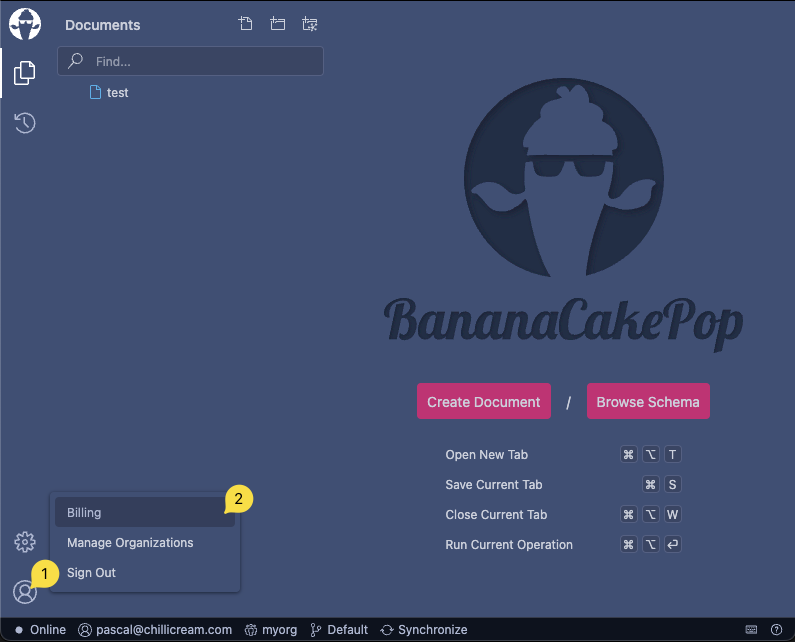 Documents
Find...
test
BananaCakePop
Create Document / Browse Schema
Open New Tab ⌘ ⌥ T
Save Current Tab ⌘ S
Close Current Tab ⌘ ⌥ W
Run Current Operation ⌘ ⌥ ↩
2
Billing
Manage Organizations
1
Sign Out
Online pascal@chillicream.com myorg Default Synchronize